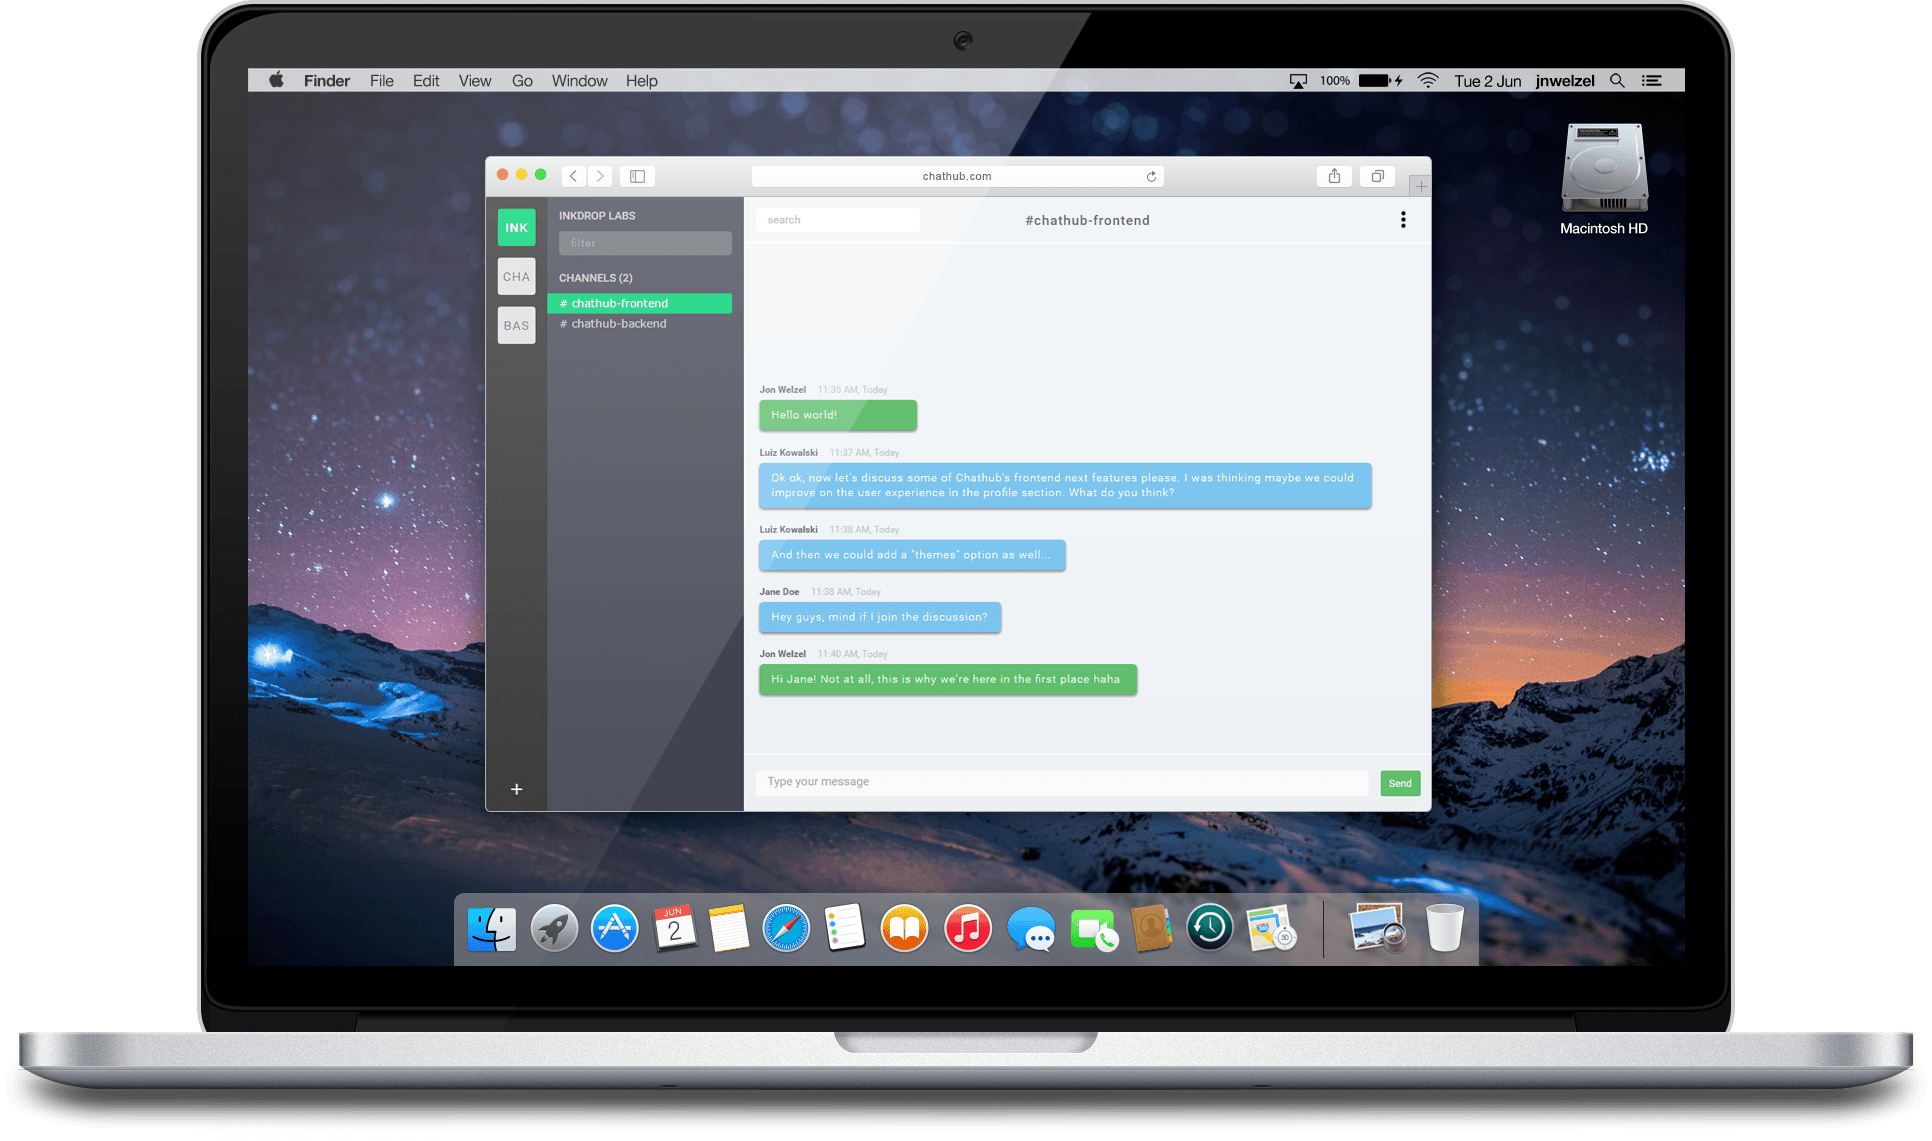 Finder File Edit View Go Window Help
100% Tue 2 Jun jnwelzel
Macintosh HD
chathub.com
INK
CHA
BAS
+
INKDROP LABS
filter
CHANNELS (2)
# chathub-frontend
# chathub-backend
search
#chathub-frontend
Jon Welzel 11:35 AM, Today
Hello world!
Luiz Kowalski 11:37 AM, Today
Ok ok, now let's discuss some of Chathub's frontend next features please. I was thinking maybe we could
improve on the user experience in the profile section. What do you think?
Luiz Kowalski 11:38 AM, Today
And then we could add a "themes" option as well...
Jane Doe 11:38 AM, Today
Hey guys, mind if I join the discussion?
Jon Welzel 11:40 AM, Today
Hi Jane! Not at all, this is why we're here in the first place haha
Type your message
Send
JUN
2
3D